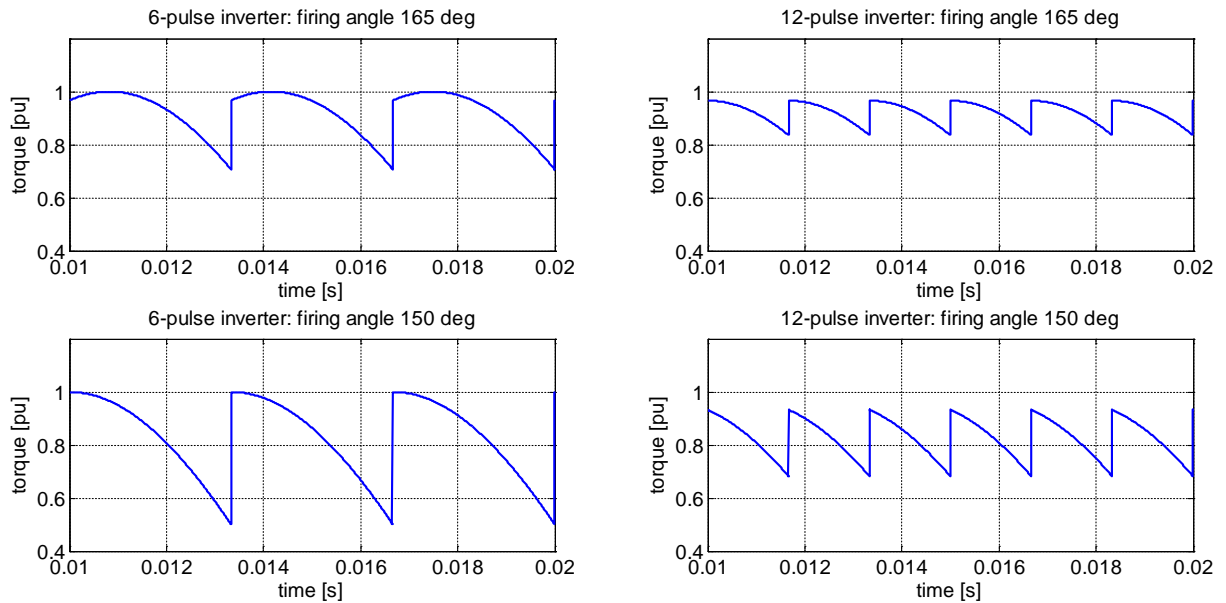 6-pulse inverter: firing angle 165 deg
torque [pu]
1
0.8
0.6
0.4
0.01 0.012 0.014 0.016 0.018 0.02
time [s]
12-pulse inverter: firing angle 165 deg
torque [pu]
1
0.8
0.6
0.4
0.01 0.012 0.014 0.016 0.018 0.02
time [s]
6-pulse inverter: firing angle 150 deg
torque [pu]
1
0.8
0.6
0.4
0.01 0.012 0.014 0.016 0.018 0.02
time [s]
12-pulse inverter: firing angle 150 deg
torque [pu]
1
0.8
0.6
0.4
0.01 0.012 0.014 0.016 0.018 0.02
time [s]